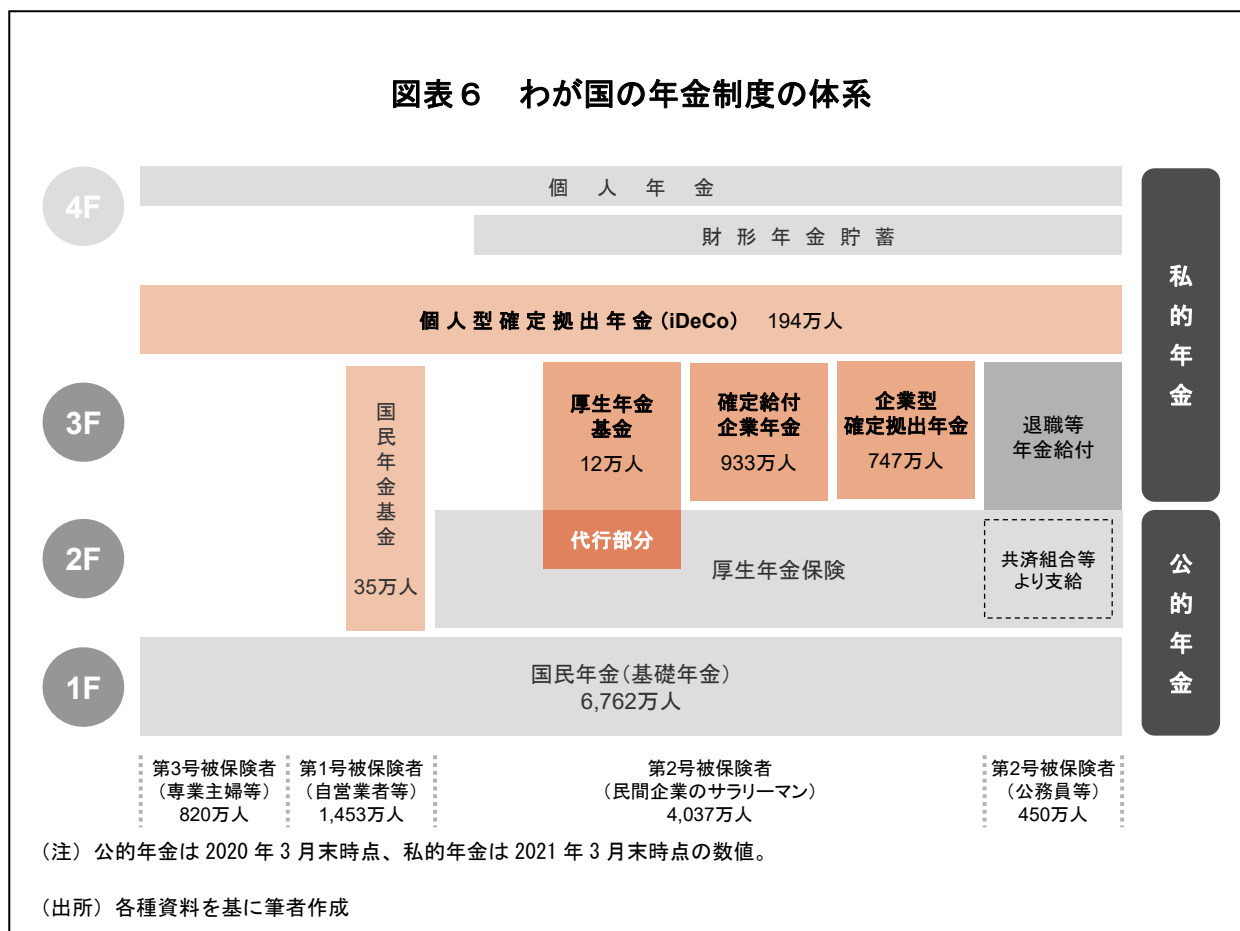 図表６　わが国の年金制度の体系
4F
個人年金
財形年金貯蓄
個人型確定拠出年金(iDeCo)　194万人
3F
国民年金基金
35万人
厚生年金
基金
12万人
確定給付
企業年金
933万人
企業型
確定拠出年金
747万人
退職等
年金給付
私的年金
2F
代行部分
厚生年金保険
共済組合等
より支給
公的年金
1F
国民年金(基礎年金)
6,762万人
第3号被保険者
(専業主婦等)
820万人
第1号被保険者
(自営業者等)
1,453万人
第2号被保険者
(民間企業のサラリーマン)
4,037万人
第2号被保険者
(公務員等)
450万人
（注）公的年金は 2020 年 3 月末時点、私的年金は 2021 年 3 月末時点の数値。
（出所）各種資料を基に筆者作成